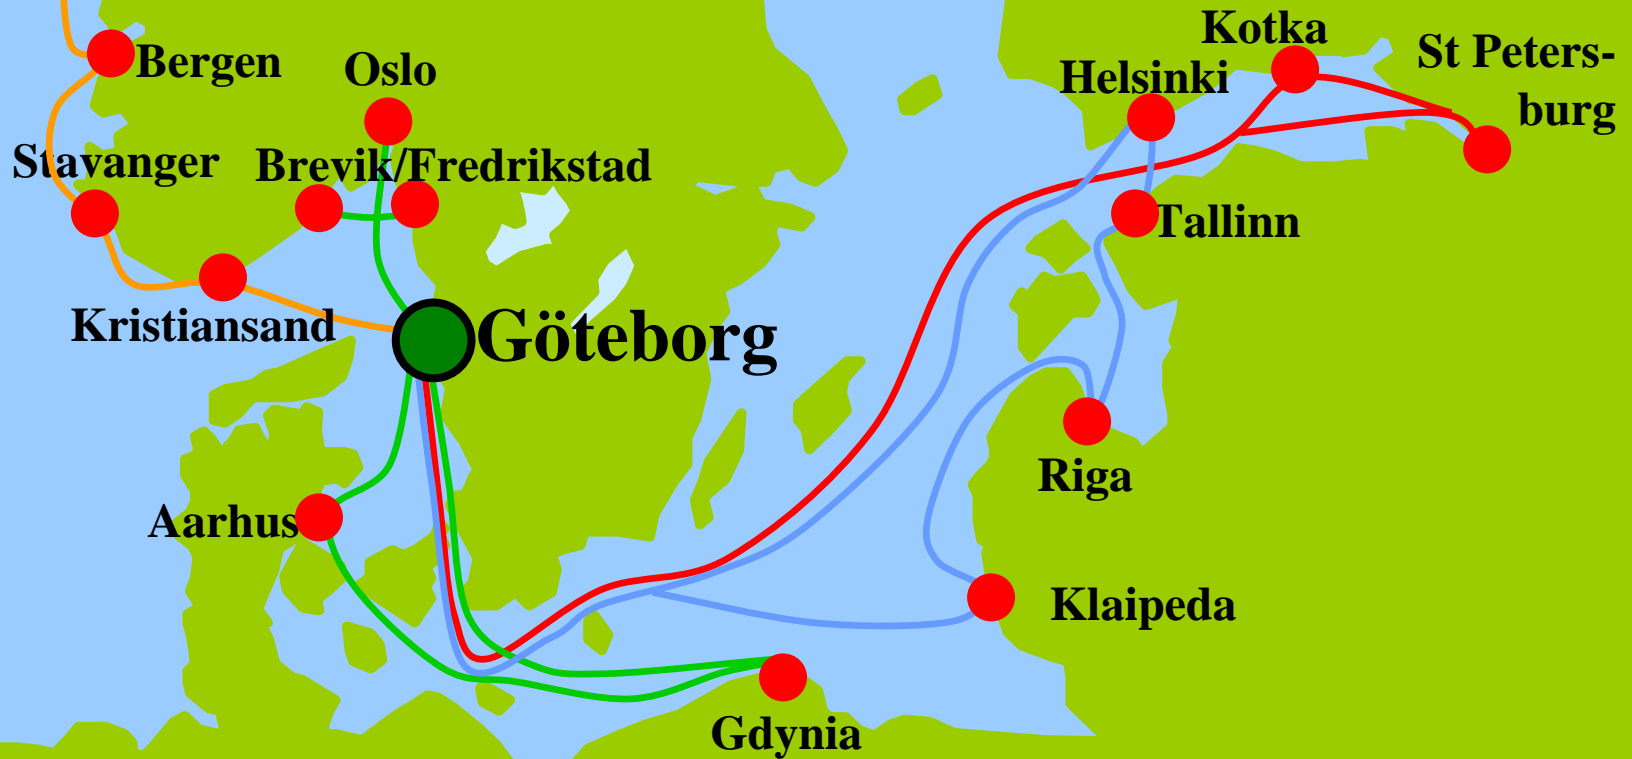 Kotka
St Peters-
burg
Bergen
Oslo
Helsinki
Stavanger
Brevik/Fredrikstad
Tallinn
Kristiansand
Göteborg
Riga
Aarhus
Klaipeda
Gdynia